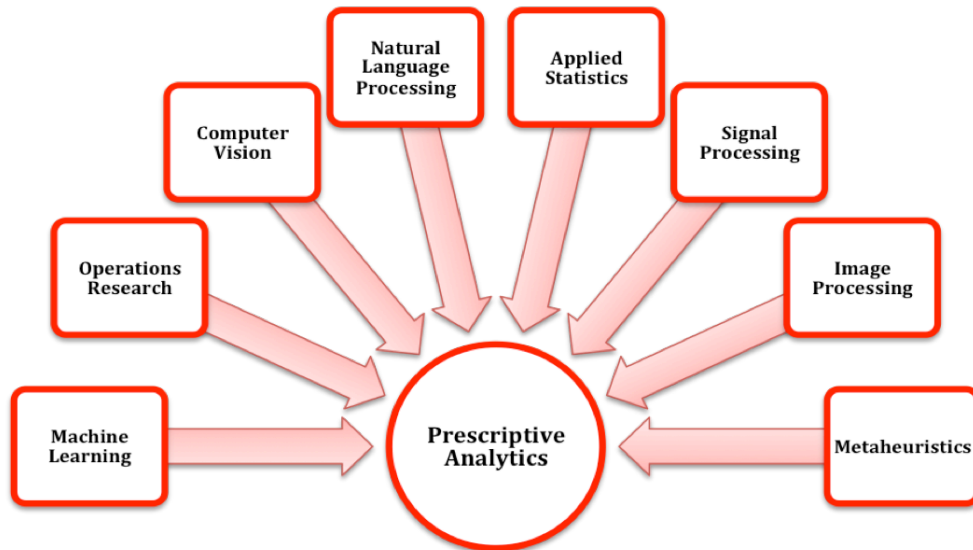 Natural
Language
Processing
Applied
Statistics
Computer
Vision
Signal
Processing
Operations
Research
Image
Processing
Machine
Learning
Prescriptive
Analytics
Metaheuristics